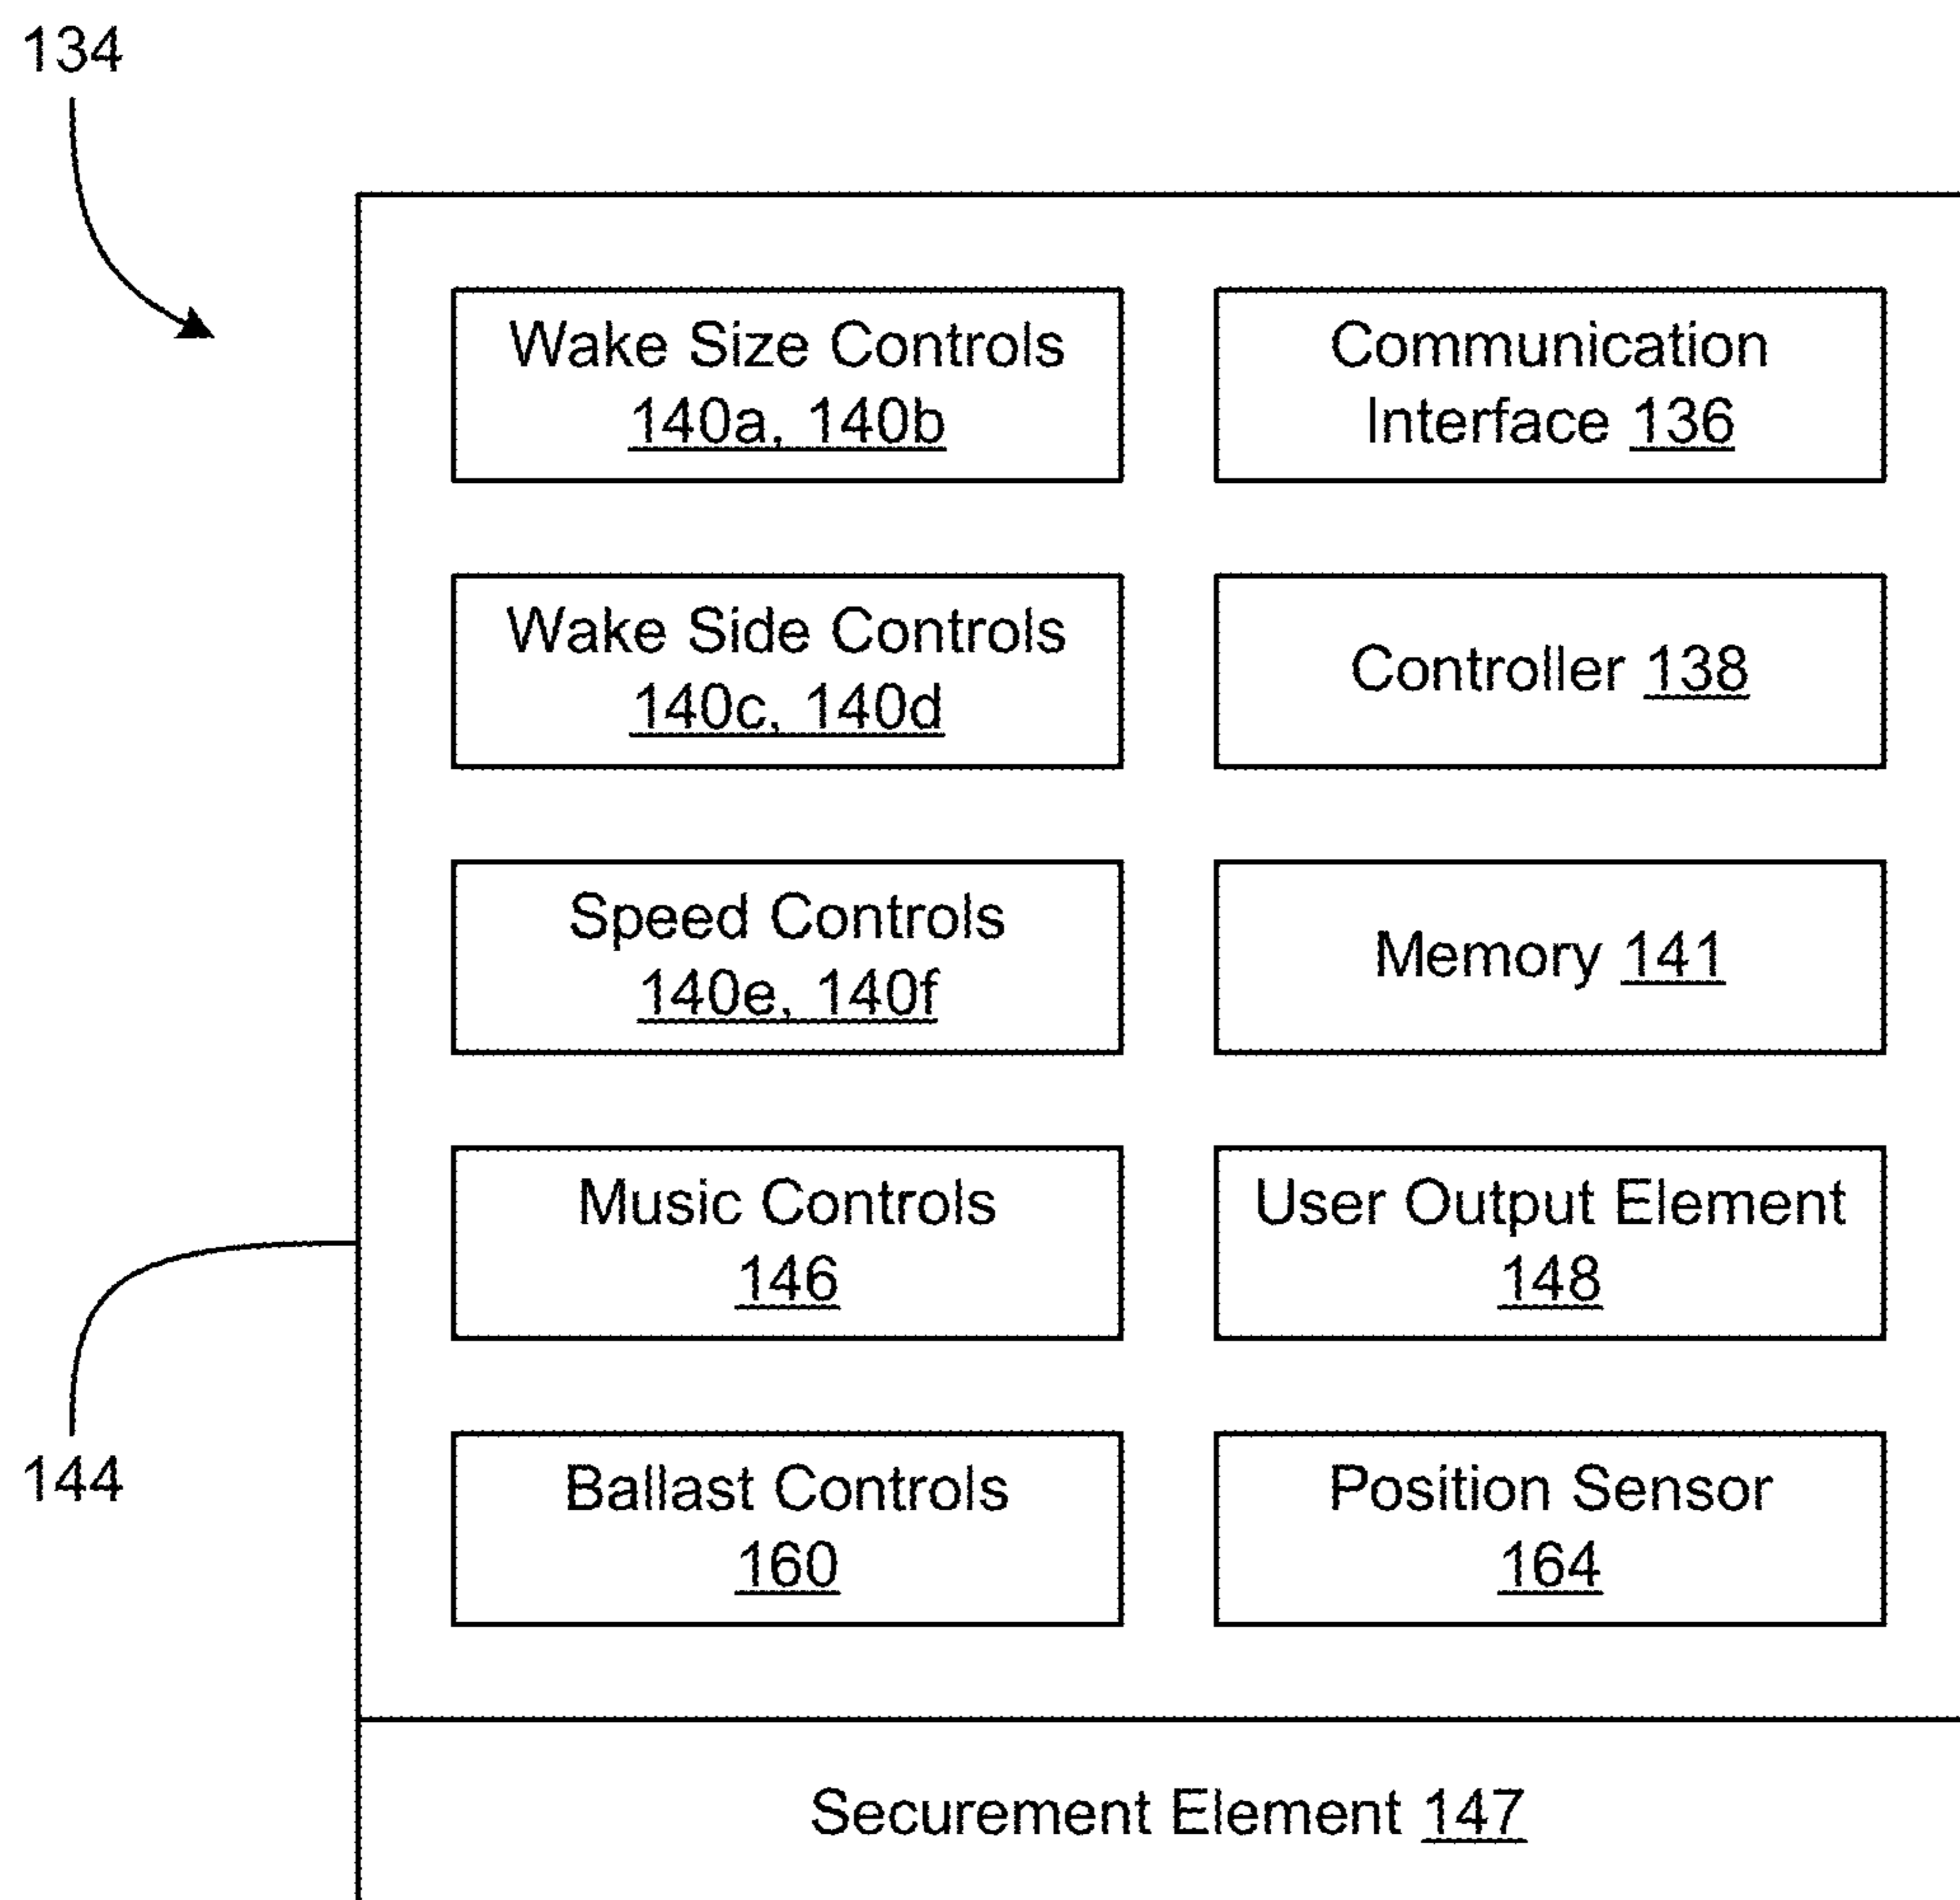 134
Wake Size Controls
140a, 140b
Communication
Interface 136
Wake Side Controls
140c, 140d
Controller 138
Speed Controls
140e, 140f
Memory 141
Music Controls
146
User Output Element
148
144
Ballast Controls
160
Position Sensor
164
Securement Element 147